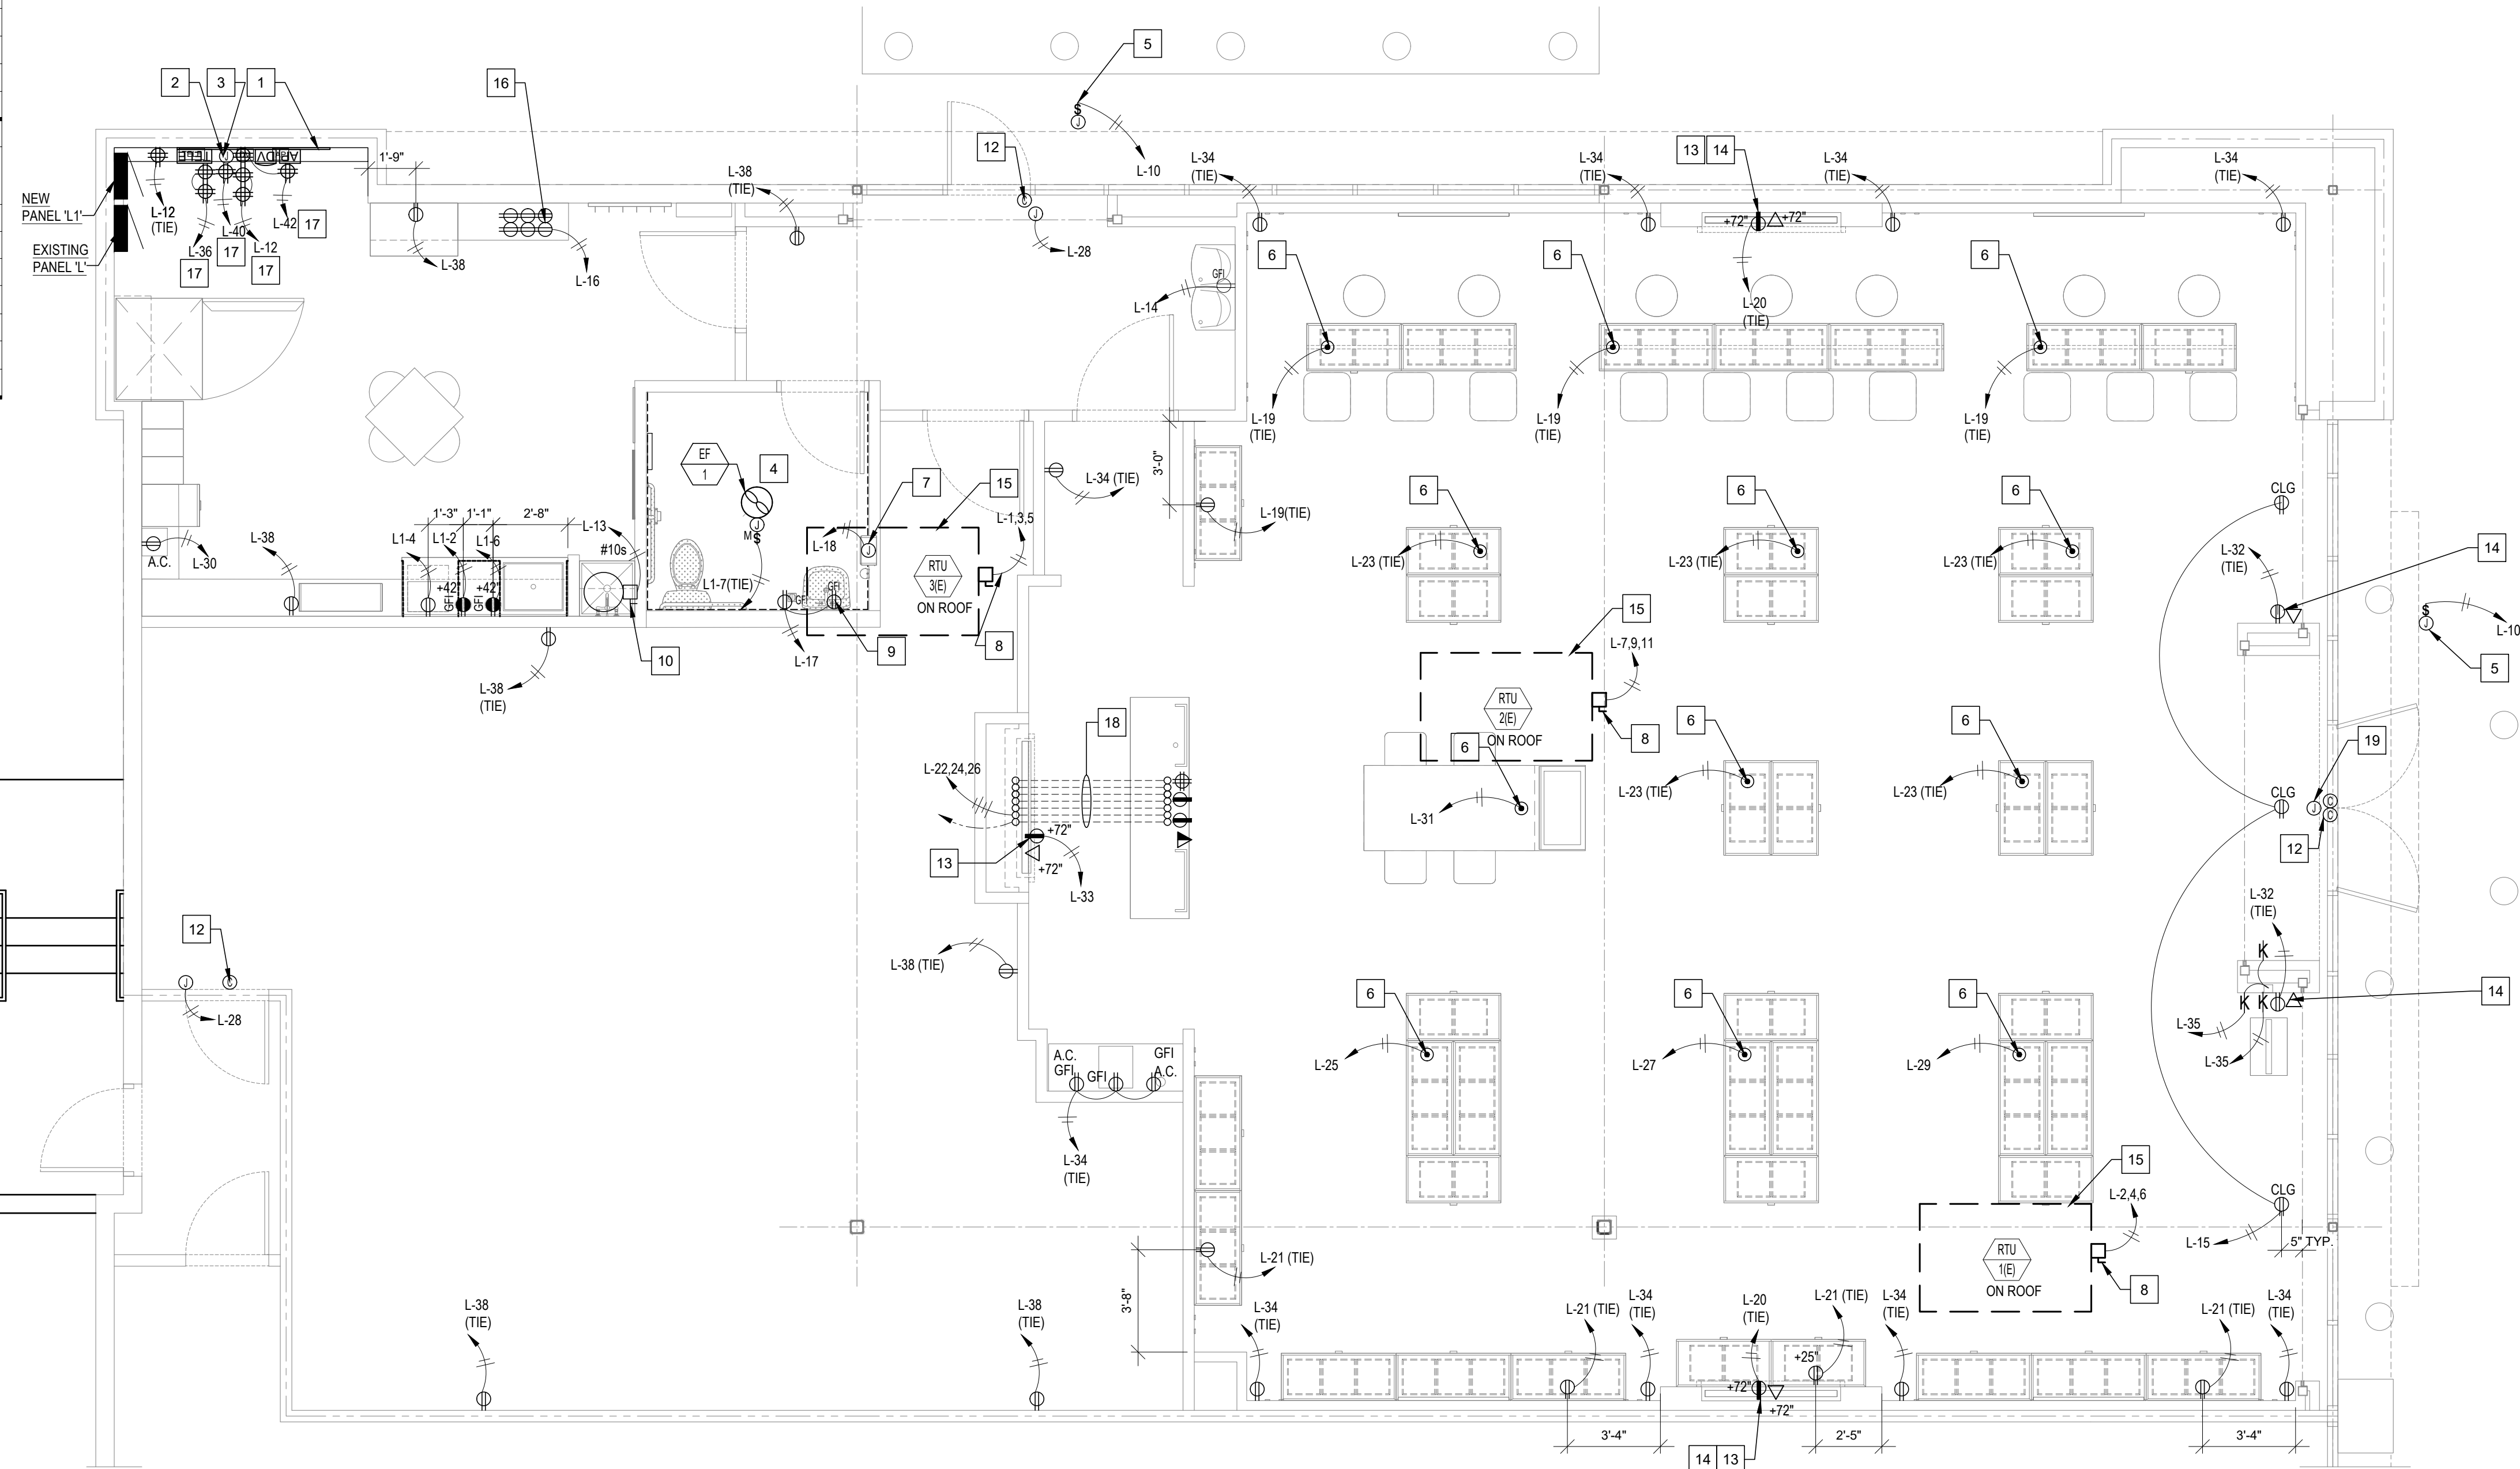 5
2
3
1
16
12
13
14
$
J
L-10
NEW
PANEL 'L1'
EXISTING
PANEL 'L'
TELE
J
DV
1'-9"
L-12
(TIE)
L-36
L-40
L-12
L-42
17
17
17
17
L-38
L-16
L-38
(TIE)
C
J
L-28
L-34
(TIE)
L-34
(TIE)
L-34
(TIE)
L-34
(TIE)
+72"
+72"
L-20
(TIE)
GFI
L-14
6
6
6
L-19
(TIE)
L-19
(TIE)
L-19
(TIE)
EF
1
4
7
15
3'-0"
L-34 (TIE)
L-19(TIE)
L-1,3,5
L-18
J
J
M $
RTU
3(E)
ON ROOF
GFI
GFI
L1-7(TIE)
L-17
9
8
1'-3"
1'-1"
2'-8"
L-13
#10s
L1-4
L1-2
L1-6
+42"
+42"
GFI
GFI
A.C.
L-30
L-38
10
L-38
(TIE)
6
6
6
L-23 (TIE)
L-23 (TIE)
L-23 (TIE)
CLG
L-32
(TIE)
14
$
J
L-10
5
15
L-7,9,11
RTU
2(E)
ON ROOF
8
6
6
6
L-31
L-23 (TIE)
L-23 (TIE)
CLG
J
C
C
19
12
18
L-22,24,26
13
+72"
+72"
L-33
12
J
C
L-28
L-38 (TIE)
L-32
(TIE)
K
K
K
14
L-35
L-35
6
6
6
L-25
L-27
L-29
A.C.
GFI
GFI
GFI
A.C.
L-34
(TIE)
15
L-2,4,6
CLG
L-15
5" TYP.
RTU
1(E)
ON ROOF
8
L-21 (TIE)
3'-8"
L-38
(TIE)
L-38
(TIE)
L-34
(TIE)
L-21 (TIE)
L-34
(TIE)
L-20
(TIE)
L-21 (TIE)
L-34
(TIE)
L-21 (TIE)
L-34
(TIE)
+25"
+72"
+72"
3'-4"
2'-5"
3'-4"
14
13